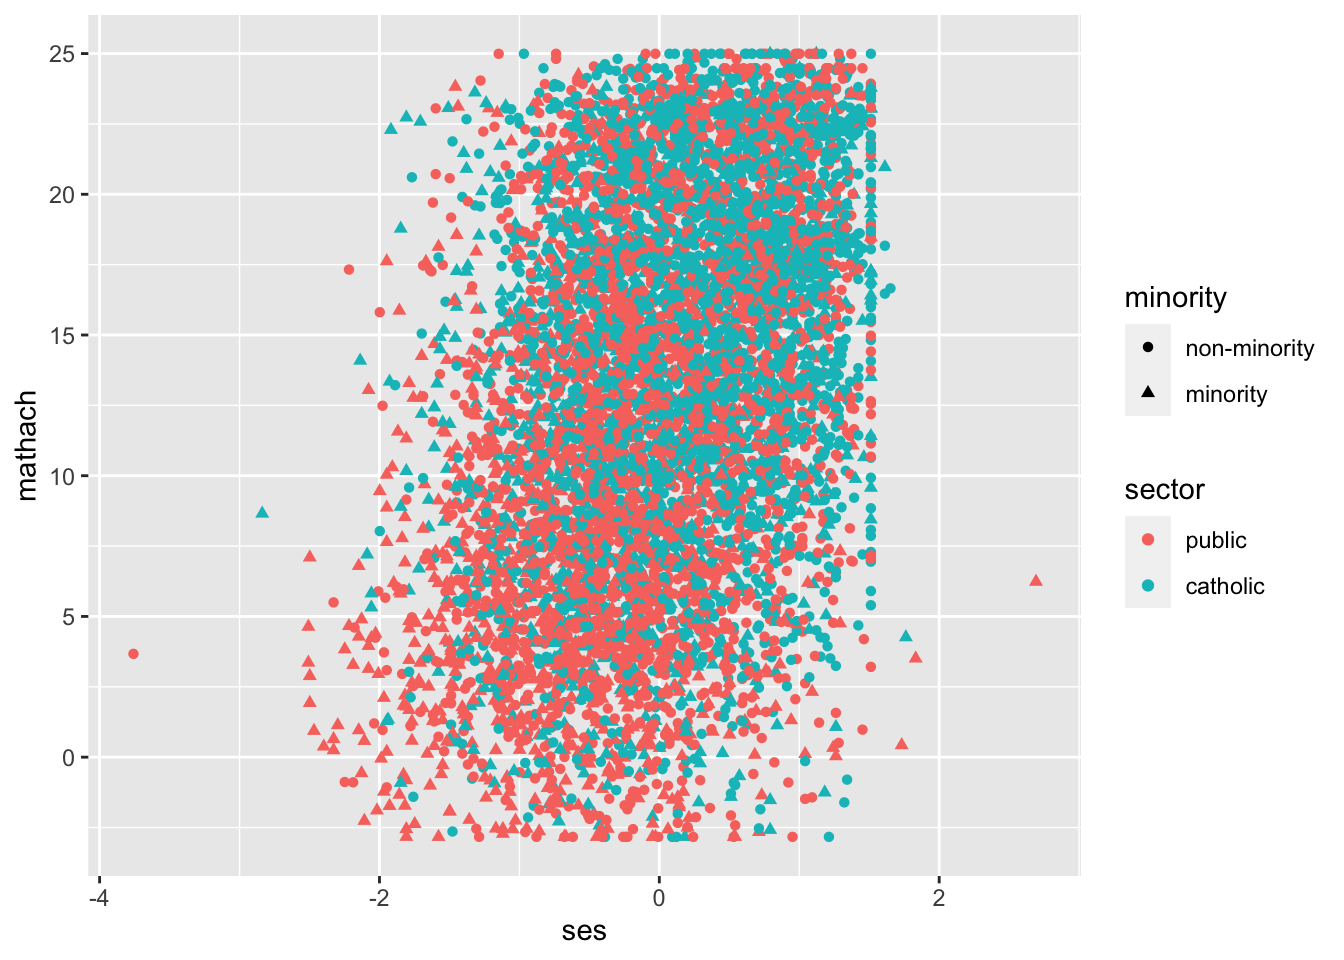 25
20
15
10
5
0
mathach
-4
-2
0
2
ses
minority
non-minority
minority
sector
public
catholic